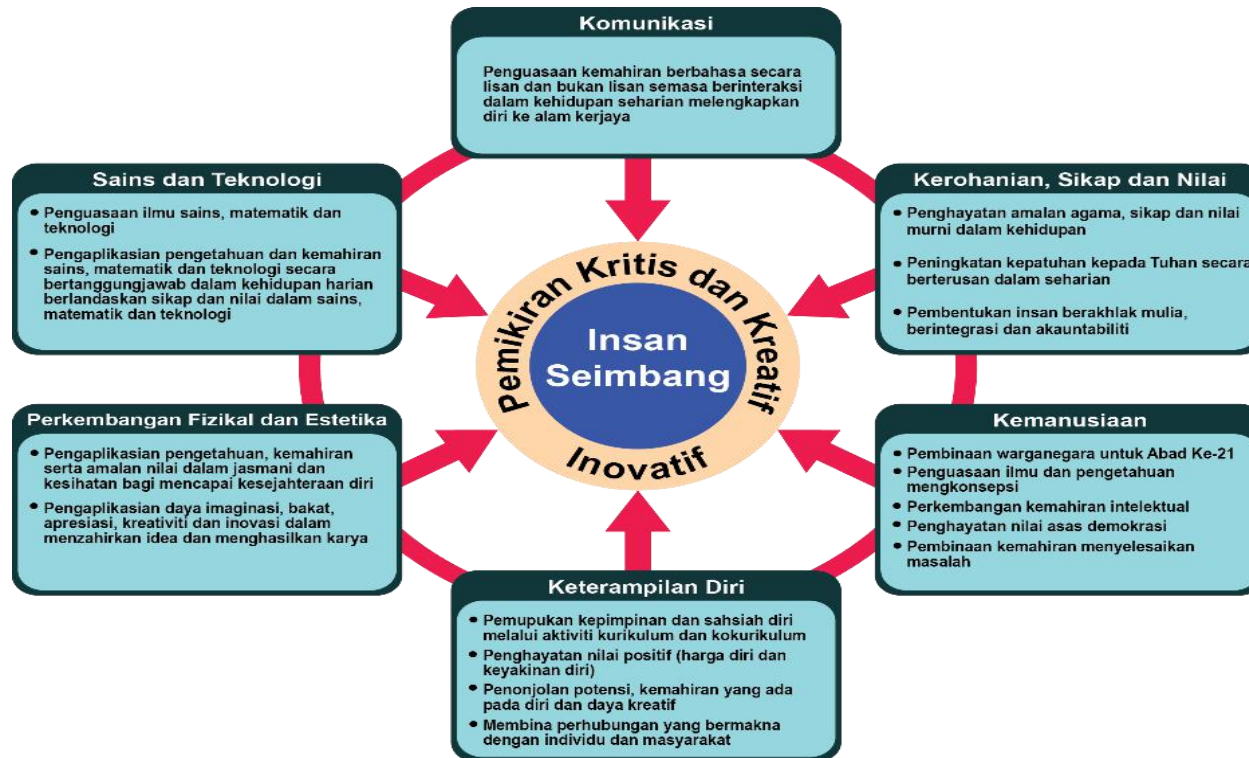 Komunikasi
Penguasaan kemahiran berbahasa secara
lisan dan bukan lisan semasa berinteraksi
dalam kehidupan seharian melengkapkan
diri ke alam kerjaya
Sains dan Teknologi
• Penguasaan ilmu sains, matematik dan
teknologi
• Pengaplikasian pengetahuan dan kemahiran
sains, matematik dan teknologi secara
bertanggungjawab dalam kehidupan harian
berlandaskan sikap dan nilai dalam sains,
matematik dan teknologi
Kerohanian, Sikap dan Nilai
• Penghayatan amalan agama, sikap dan nilai
murni dalam kehidupan
• Peningkatan kepatuhan kepada Tuhan secara
berterusan dalam seharian
• Pembentukan insan berakhlak mulia,
berintegrasi dan akauntabiliti
Pemikiran Kritis dan Kreatif
Insan
Seimbang
Inovatif
Perkembangan Fizikal dan Estetika
• Pengaplikasian pengetahuan, kemahiran
serta amalan nilai dalam jasmani dan
kesihatan bagi mencapai kesejahteraan diri
• Pengaplikasian daya imaginasi, bakat,
apresiasi, kreativiti dan inovasi dalam
menzahirkan idea dan menghasilkan karya
Kemanusiaan
• Pembinaan warganegara untuk Abad Ke-21
• Penguasaan ilmu dan pengetahuan
mengkonsepsi
• Perkembangan kemahiran intelektual
• Penghayatan nilai asas demokrasi
• Pembinaan kemahiran menyelesaikan
masalah
Keterampilan Diri
• Pemupukan kepimpinan dan sahsiah diri
melalui aktiviti kurikulum dan kokurikulum
• Penghayatan nilai positif (harga diri dan
keyakinan diri)
• Penonjolan potensi, kemahiran yang ada
pada diri dan daya kreatif
• Membina perhubungan yang bermakna
dengan individu dan masyarakat